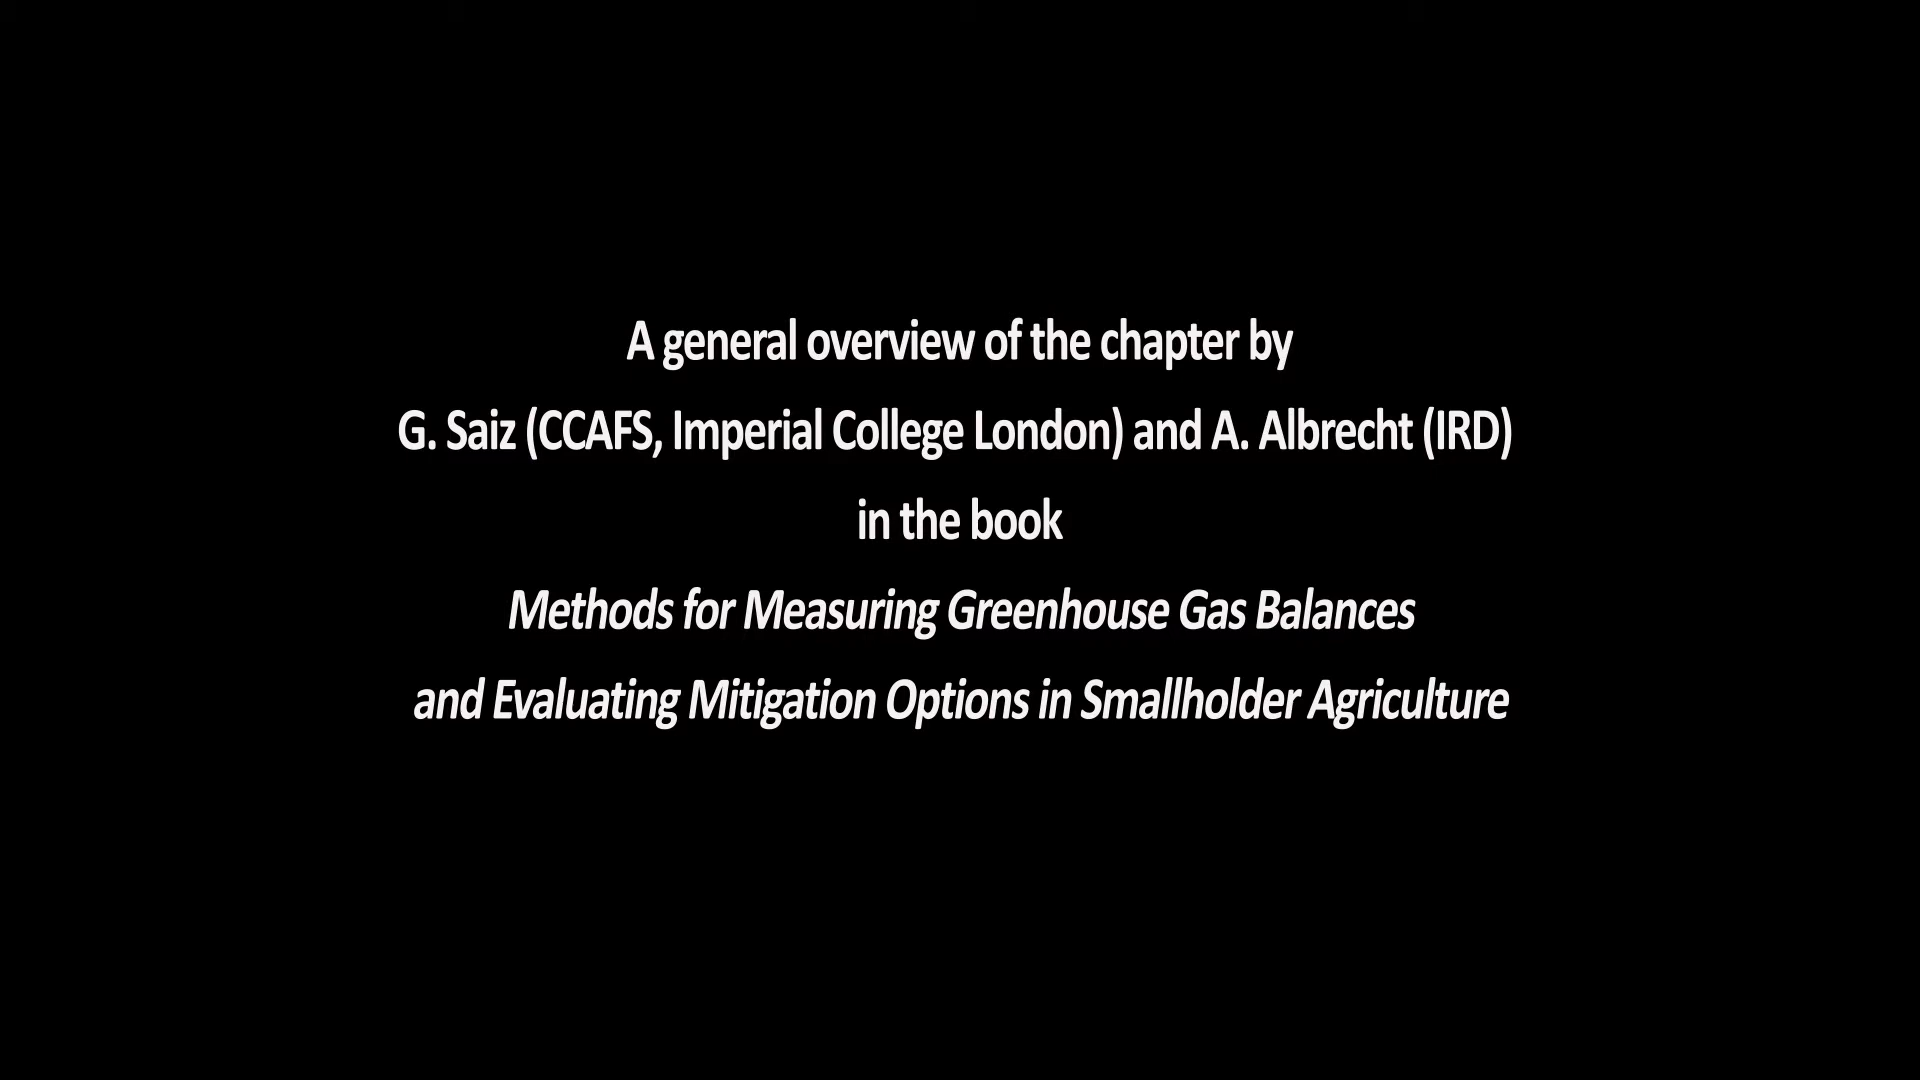 A general overview of the chapter by
G. Saiz (CCAFS, Imperial College London) and A. Albrecht (IRD)
in the book
Methods for Measuring Greenhouse Gas Balances
and Evaluating Mitigation Options in Smallholder Agriculture